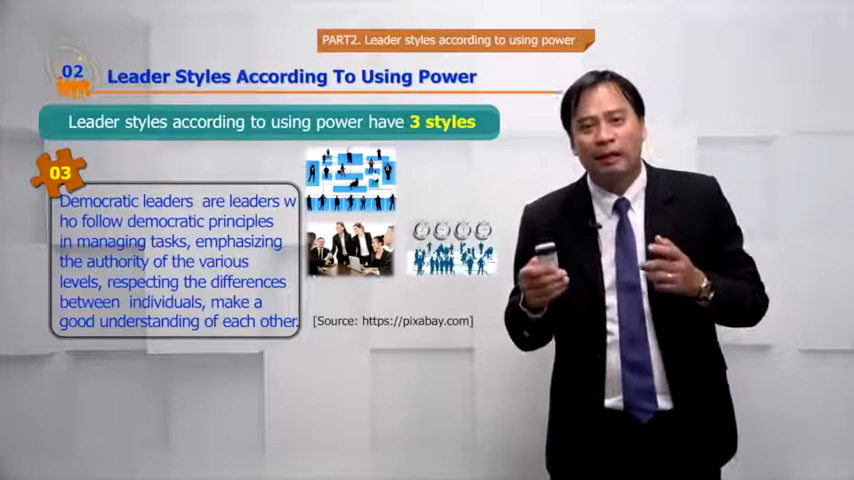 PART2. Leader styles according to using power
02
Leader Styles According To Using Power
Leader styles according to using power have 3 styles
03
Democratic leaders are leaders w
ho follow democratic principles
in managing tasks, emphasizing
the authority of the various
levels, respecting the differences
between individuals, make a
good understanding of each other.
[Source: https://pixabay.com]